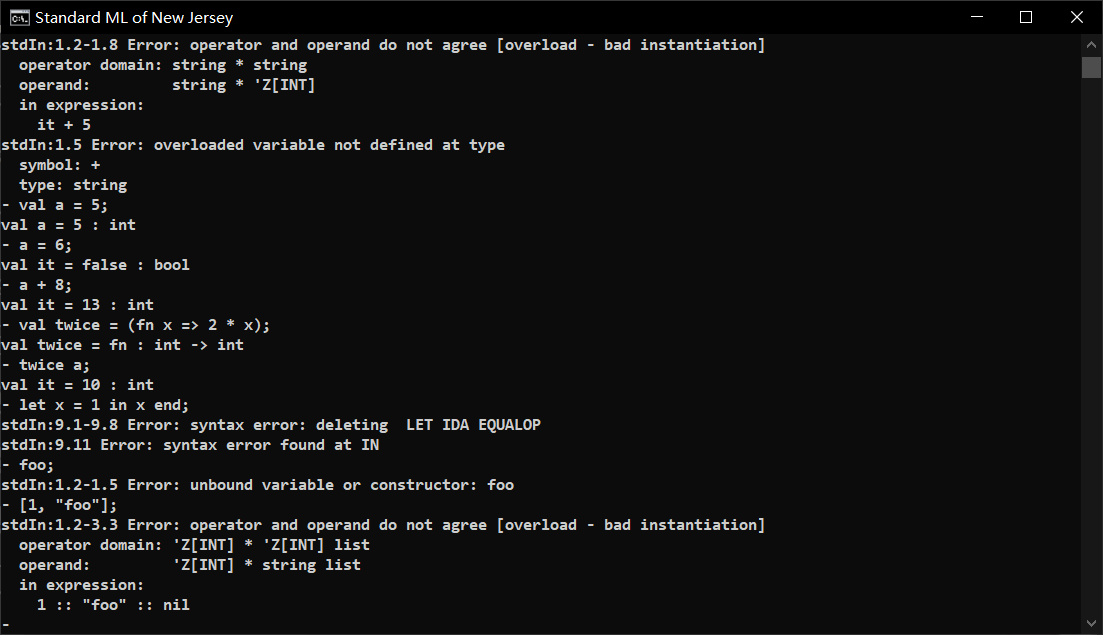 Standard ML of New Jersey
stdIn:1.2-1.8 Error: operator and operand do not agree [overload - bad instantiation]
  operator domain: string * string
  operand:         string * 'Z[INT]
  in expression:
    it + 5
stdIn:1.5 Error: overloaded variable not defined at type
  symbol: +
  type: string
- val a = 5;
val a = 5 : int
- a = 6;
val it = false : bool
- a + 8;
val it = 13 : int
- val twice = (fn x => 2 * x);
val twice = fn : int -> int
- twice a;
val it = 10 : int
- let x = 1 in x end;
stdIn:9.1-9.8 Error: syntax error: deleting  LET IDA EQUALOP
stdIn:9.11 Error: syntax error found at IN
- foo;
stdIn:1.2-1.5 Error: unbound variable or constructor: foo
- [1, "foo"];
stdIn:1.2-3.3 Error: operator and operand do not agree [overload - bad instantiation]
  operator domain: 'Z[INT] * 'Z[INT] list
  operand:         'Z[INT] * string list
  in expression:
    1 :: "foo" :: nil
-